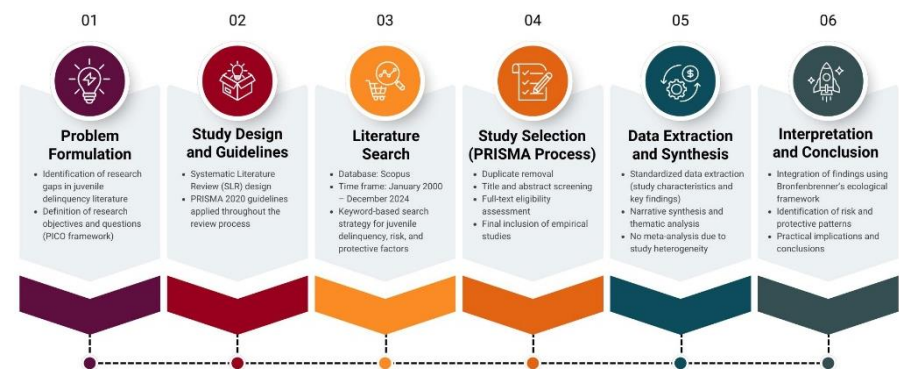 01
Problem
Formulation
• Identification of research
gaps in juvenile
delinquency literature
• Definition of research
objectives and questions
(PICO framework)
02
Study Design
and Guidelines
• Systematic Literature
Review (SLR) design
• PRISMA 2020 guidelines
applied throughout the
review process
03
Literature
Search
• Database: Scopus
• Time frame: January 2000
– December 2024
• Keyword-based search
strategy for juvenile
delinquency, risk, and
protective factors
04
Study Selection
(PRISMA Process)
• Duplicate removal
• Title and abstract screening
• Full-text eligibility
assessment
• Final inclusion of empirical
studies
05
Data Extraction
and Synthesis
• Standardized data extraction
(study characteristics and
key findings)
• Narrative synthesis and
thematic analysis
• No meta-analysis due to
study heterogeneity
06
Interpretation
and Conclusion
• Integration of findings using
Bronfenbrenner's ecological
framework
• Identification of risk and
protective patterns
• Practical implications and
conclusions